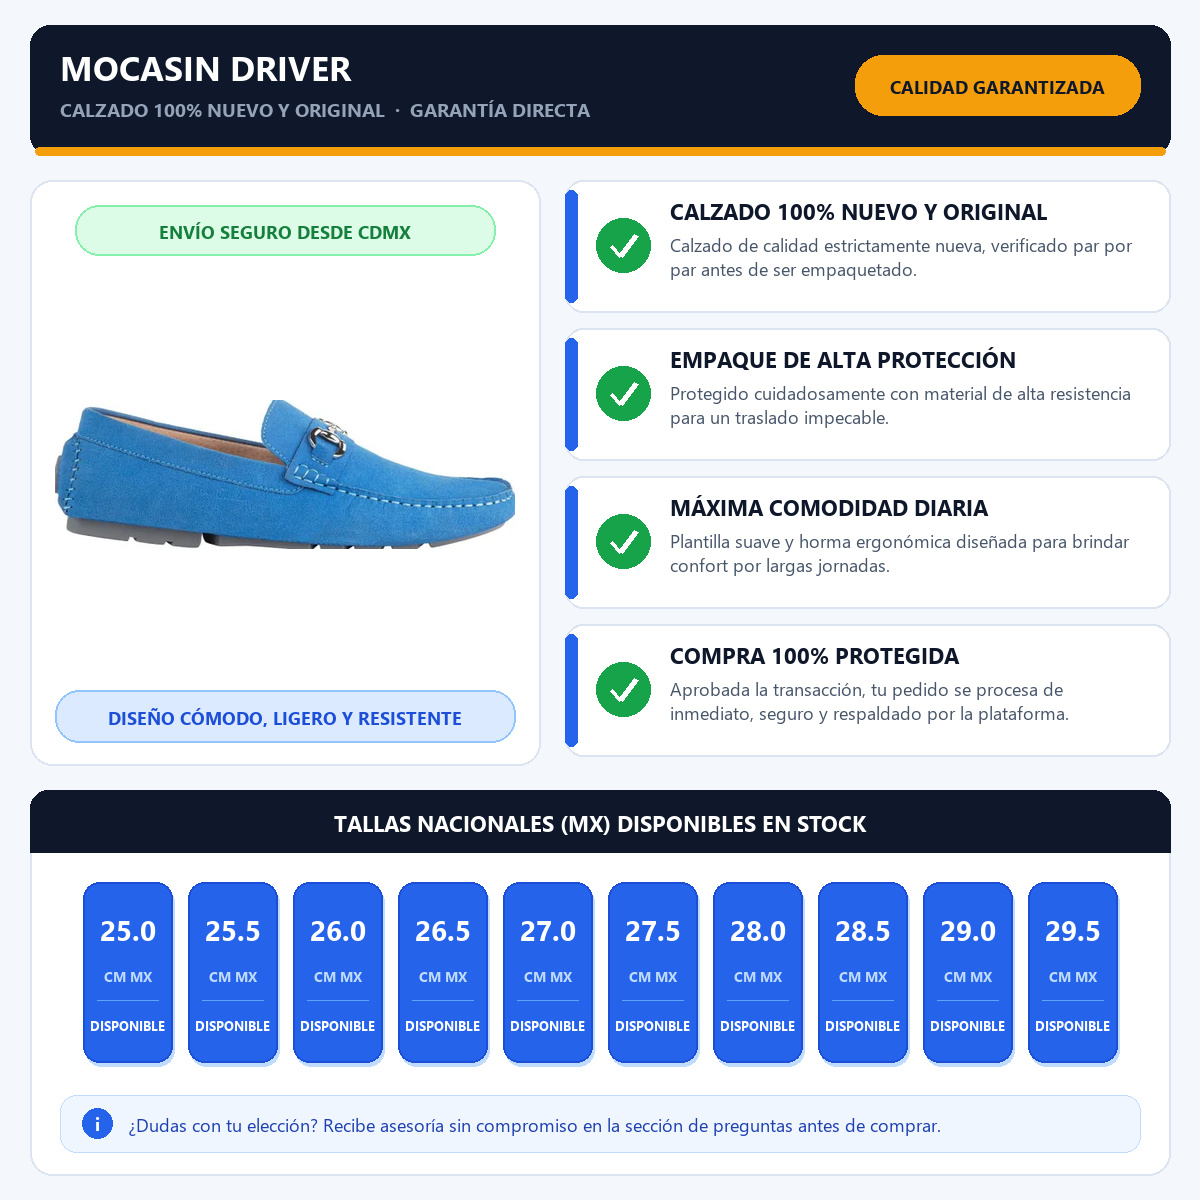 MOCASIN DRIVER
CALZADO 100% NUEVO Y ORIGINAL · GARANTÍA DIRECTA
CALIDAD GARANTIZADA
ENVÍO SEGURO DESDE CDMX
DISEÑO CÓMODO, LIGERO Y RESISTENTE
CALZADO 100% NUEVO Y ORIGINAL
Calzado de calidad estrictamente nueva, verificado par por
par antes de ser empaquetado.
EMPAQUE DE ALTA PROTECCIÓN
Protegido cuidadosamente con material de alta resistencia
para un traslado impecable.
MÁXIMA COMODIDAD DIARIA
Plantilla suave y horma ergonómica diseñada para brindar
confort por largas jornadas.
COMPRA 100% PROTEGIDA
Aprobada la transacción, tu pedido se procesa de
inmediato, seguro y respaldado por la plataforma.
TALLAS NACIONALES (MX) DISPONIBLES EN STOCK
25.0 25.5 26.0 26.5 27.0 27.5 28.0 28.5 29.0 29.5
CM MX CM MX CM MX CM MX CM MX CM MX CM MX CM MX CM MX CM MX
DISPONIBLE DISPONIBLE DISPONIBLE DISPONIBLE DISPONIBLE DISPONIBLE DISPONIBLE DISPONIBLE DISPONIBLE DISPONIBLE
i ¿Dudas con tu elección? Recibe asesoría sin compromiso en la sección de preguntas antes de comprar.